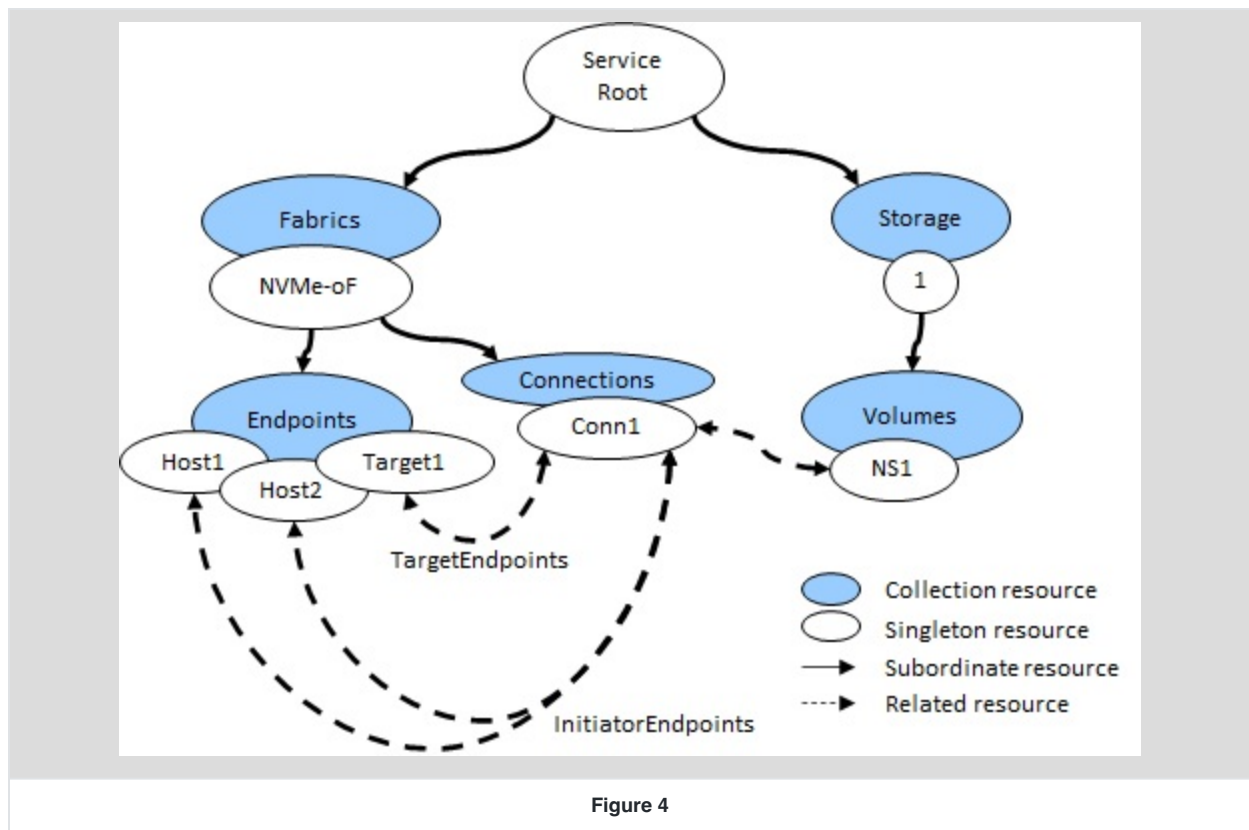 Service
Root
Fabrics
Storage
NVMe-oF
1
Connections
Endpoints
Conn1
Volumes
Host1
Target1
NS1
Host2
TargetEndpoints
Collection resource
Singleton resource
Subordinate resource
Related resource
InitiatorEndpoints
Figure 4